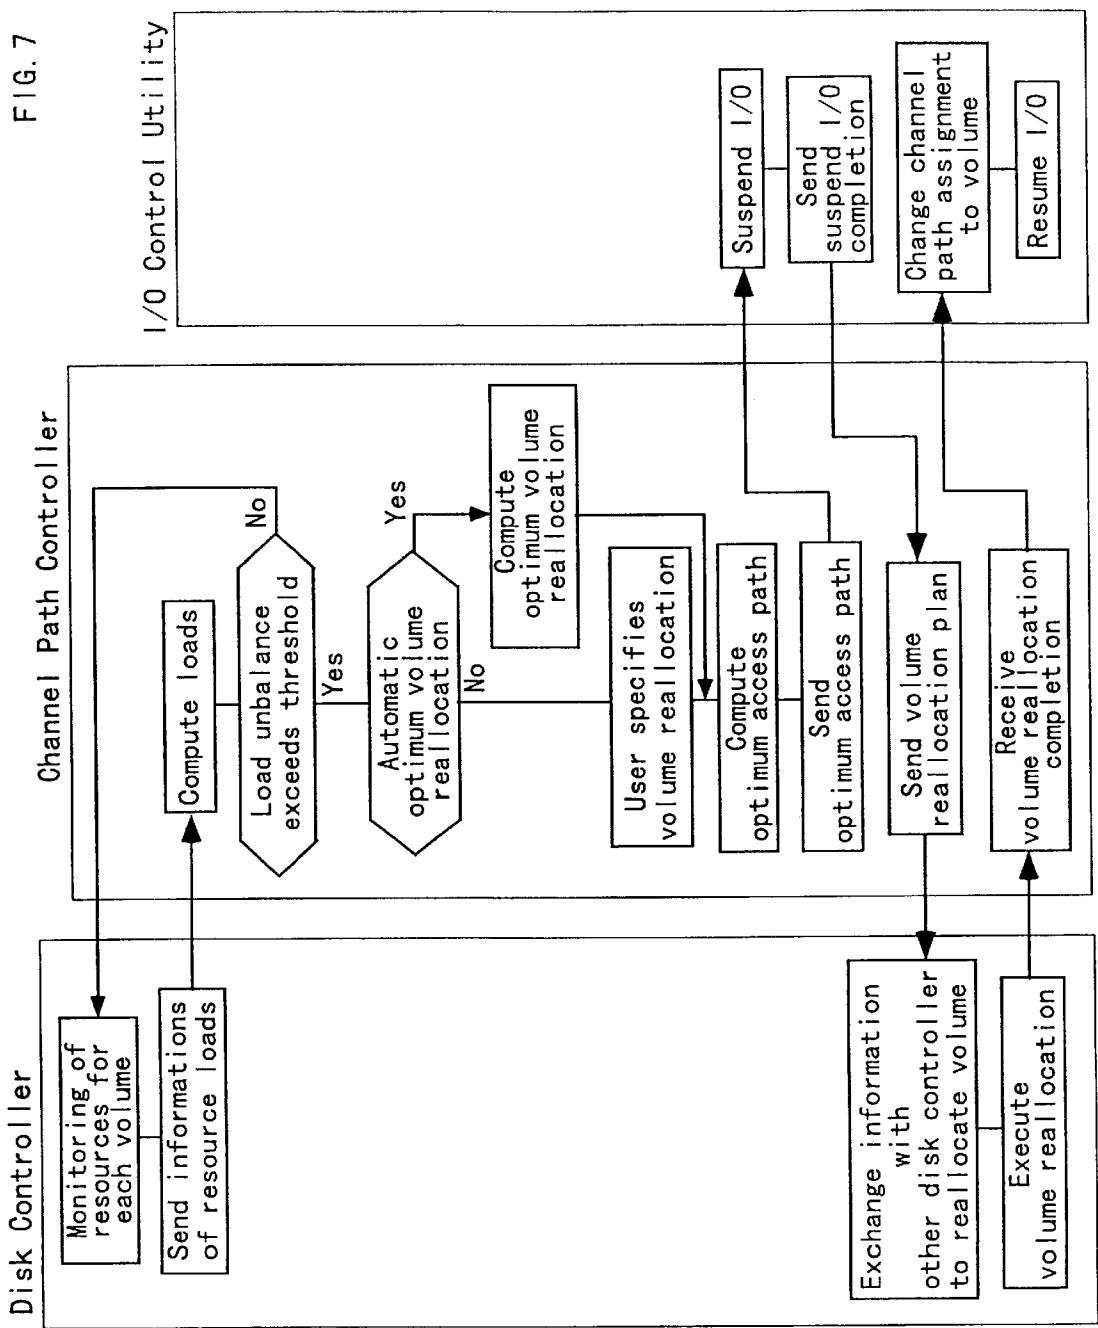 FIG. 7
Disk Controller
Monitoring of
resources for
each volume
Send informations
of resource loads
Exchange information
with
other disk controller
to reallocate volume
Execute
volume reallocation
Channel Path Controller
Compute loads
Load unbalance
exceeds threshold
No
Yes
Automatic
optimum volume
reallocation
Yes
No
Compute
optimum volume
reallocation
User specifies
volume reallocation
Compute
optimum access path
Send
optimum access path
Send volume
reallocation plan
Receive
volume reallocation
completion
I/O Control Utility
Suspend I/O
Send
suspend I/O
completion
Change channel
path assignment
to volume
Resume I/O